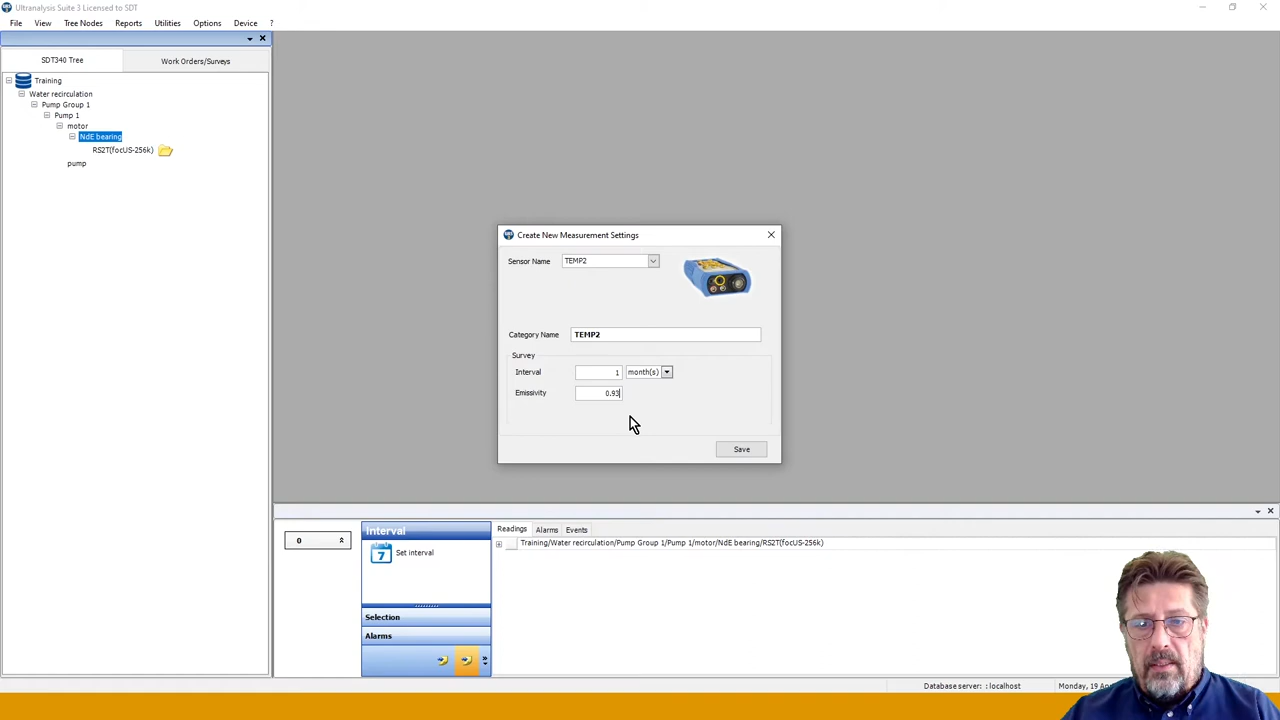 Ultranalysis Suite 3 Licensed to SDT
File View Tree Nodes Reports Utilities Options Device ?
SDT340 Tree
Work Orders/Surveys
Training
Water recirculation
Pump Group 1
Pump 1
motor
NdE bearing
RS2T(focUS-256k)
pump
Create New Measurement Settings
Sensor Name TEMP2
Category Name TEMP2
Survey
Interval 1 month(s)
Emissivity 0.93
Save
0
Interval
7 Set interval
Selection
Alarms
Readings Alarms Events
Training/Water recirculation/Pump Group 1/Pump 1/motor/NdE bearing/RS2T(focUS-256k)
Database server: : localhost
Monday, 19